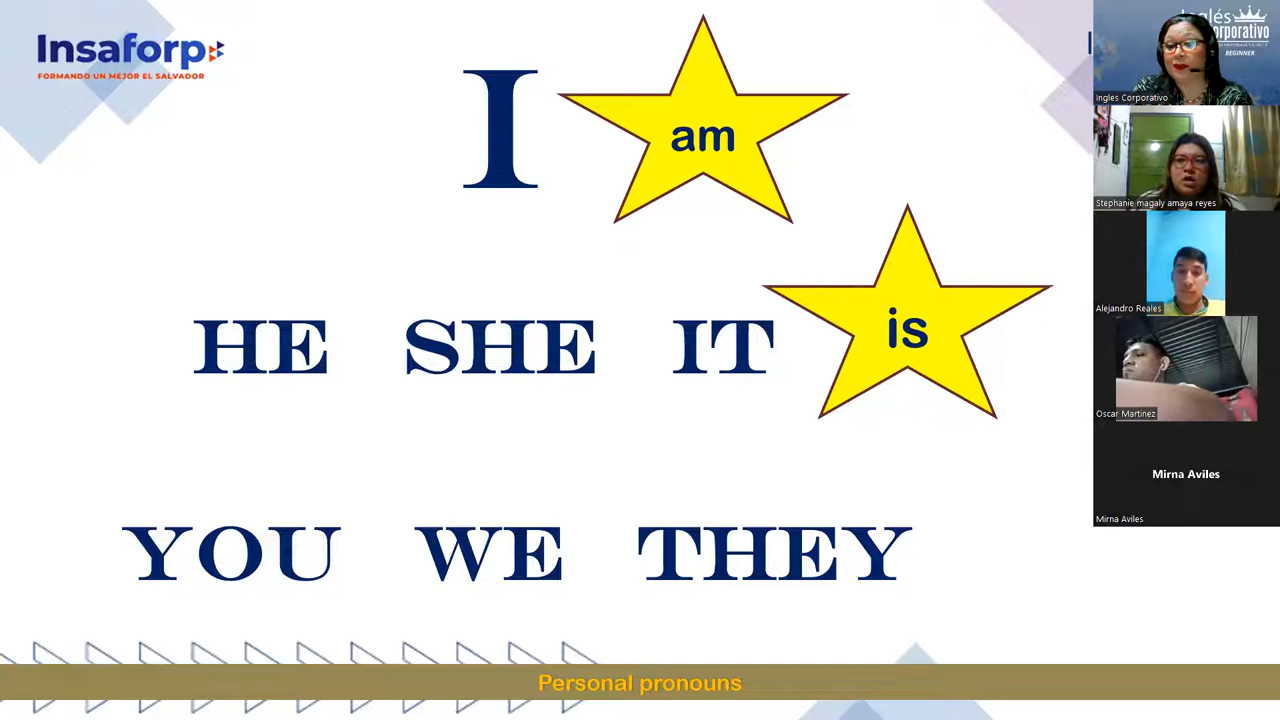 Insaforp
FORMANDO UN MEJOR EL SALVADOR
I am
HE SHE IT is
YOU WE THEY
Personal pronouns
Inglés
Corporativo
BEGINNER
Ingles Corporativo
Stephanie magaly amaya reyes
Alejandro Reales
Oscar Martinez
Mirna Aviles
Mirna Aviles